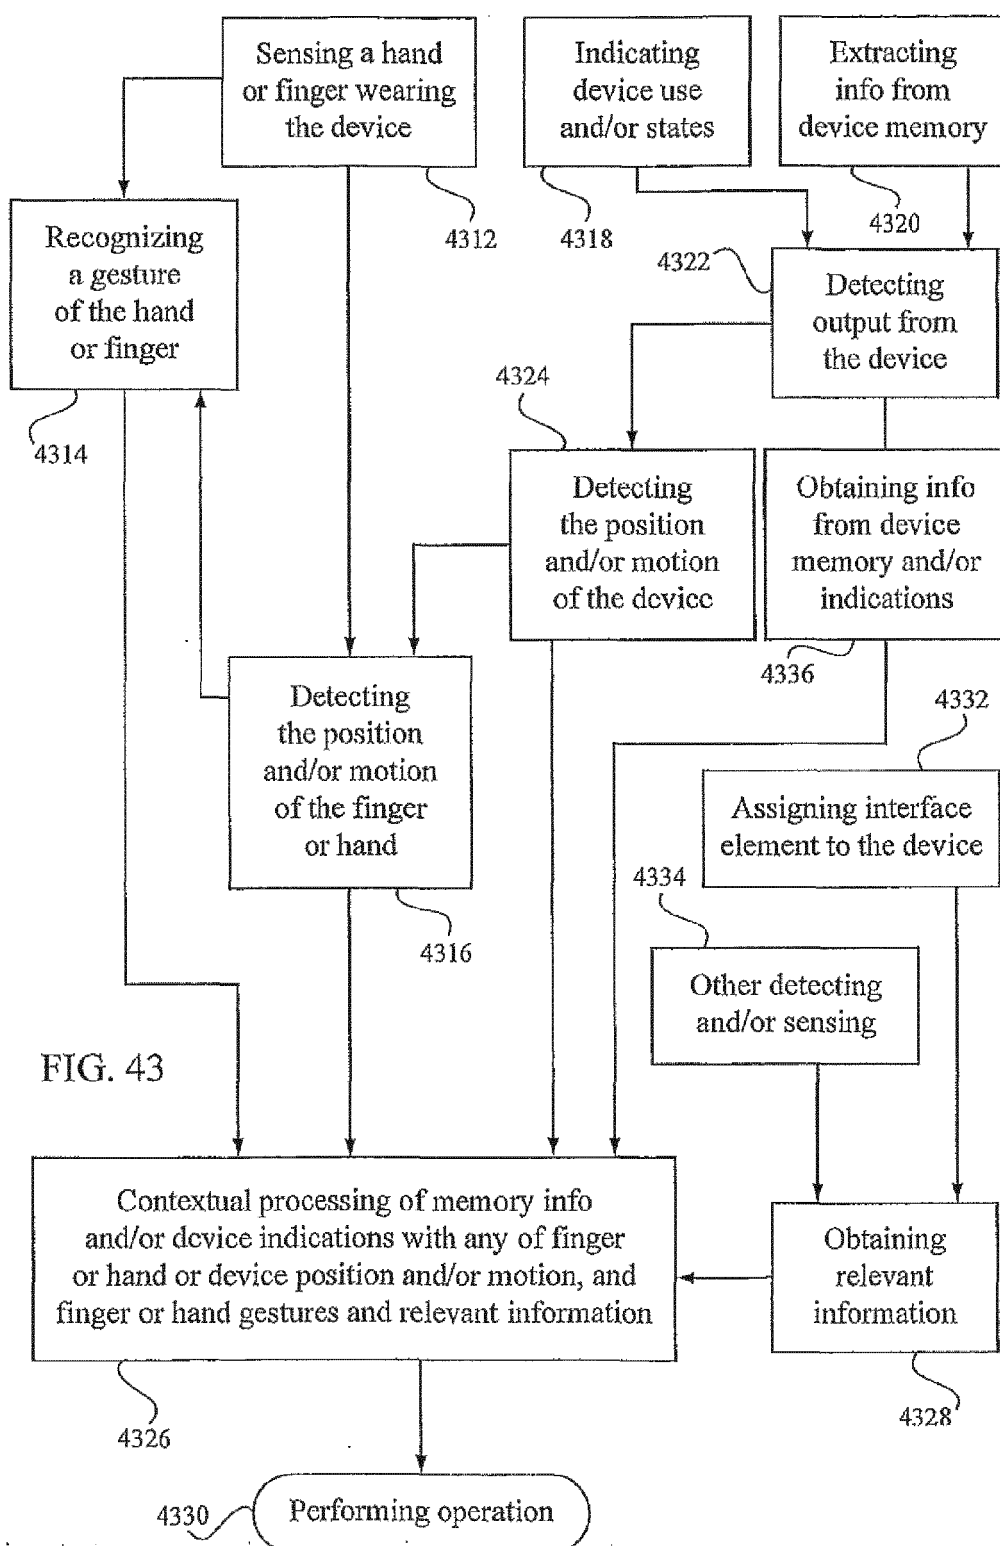 Sensing a hand
or finger wearing
the device
Indicating
device use
and/or states
Extracting
info from
device memory
4312
4318
4320
Recognizing
a gesture
of the hand
or finger
4314
4322
Detecting
output from
the device
4324
Detecting
the position
and/or motion
of the device
Obtaining info
from device
memory and/or
indications
4336
Detecting
the position
and/or motion
of the finger
or hand
4316
4332
Assigning interface
element to the device
4334
Other detecting
and/or sensing
FIG. 43
Contextual processing of memory info
and/or device indications with any of finger
or hand or device position and/or motion, and
finger or hand gestures and relevant information
4326
Obtaining
relevant
information
4328
4330
Performing operation